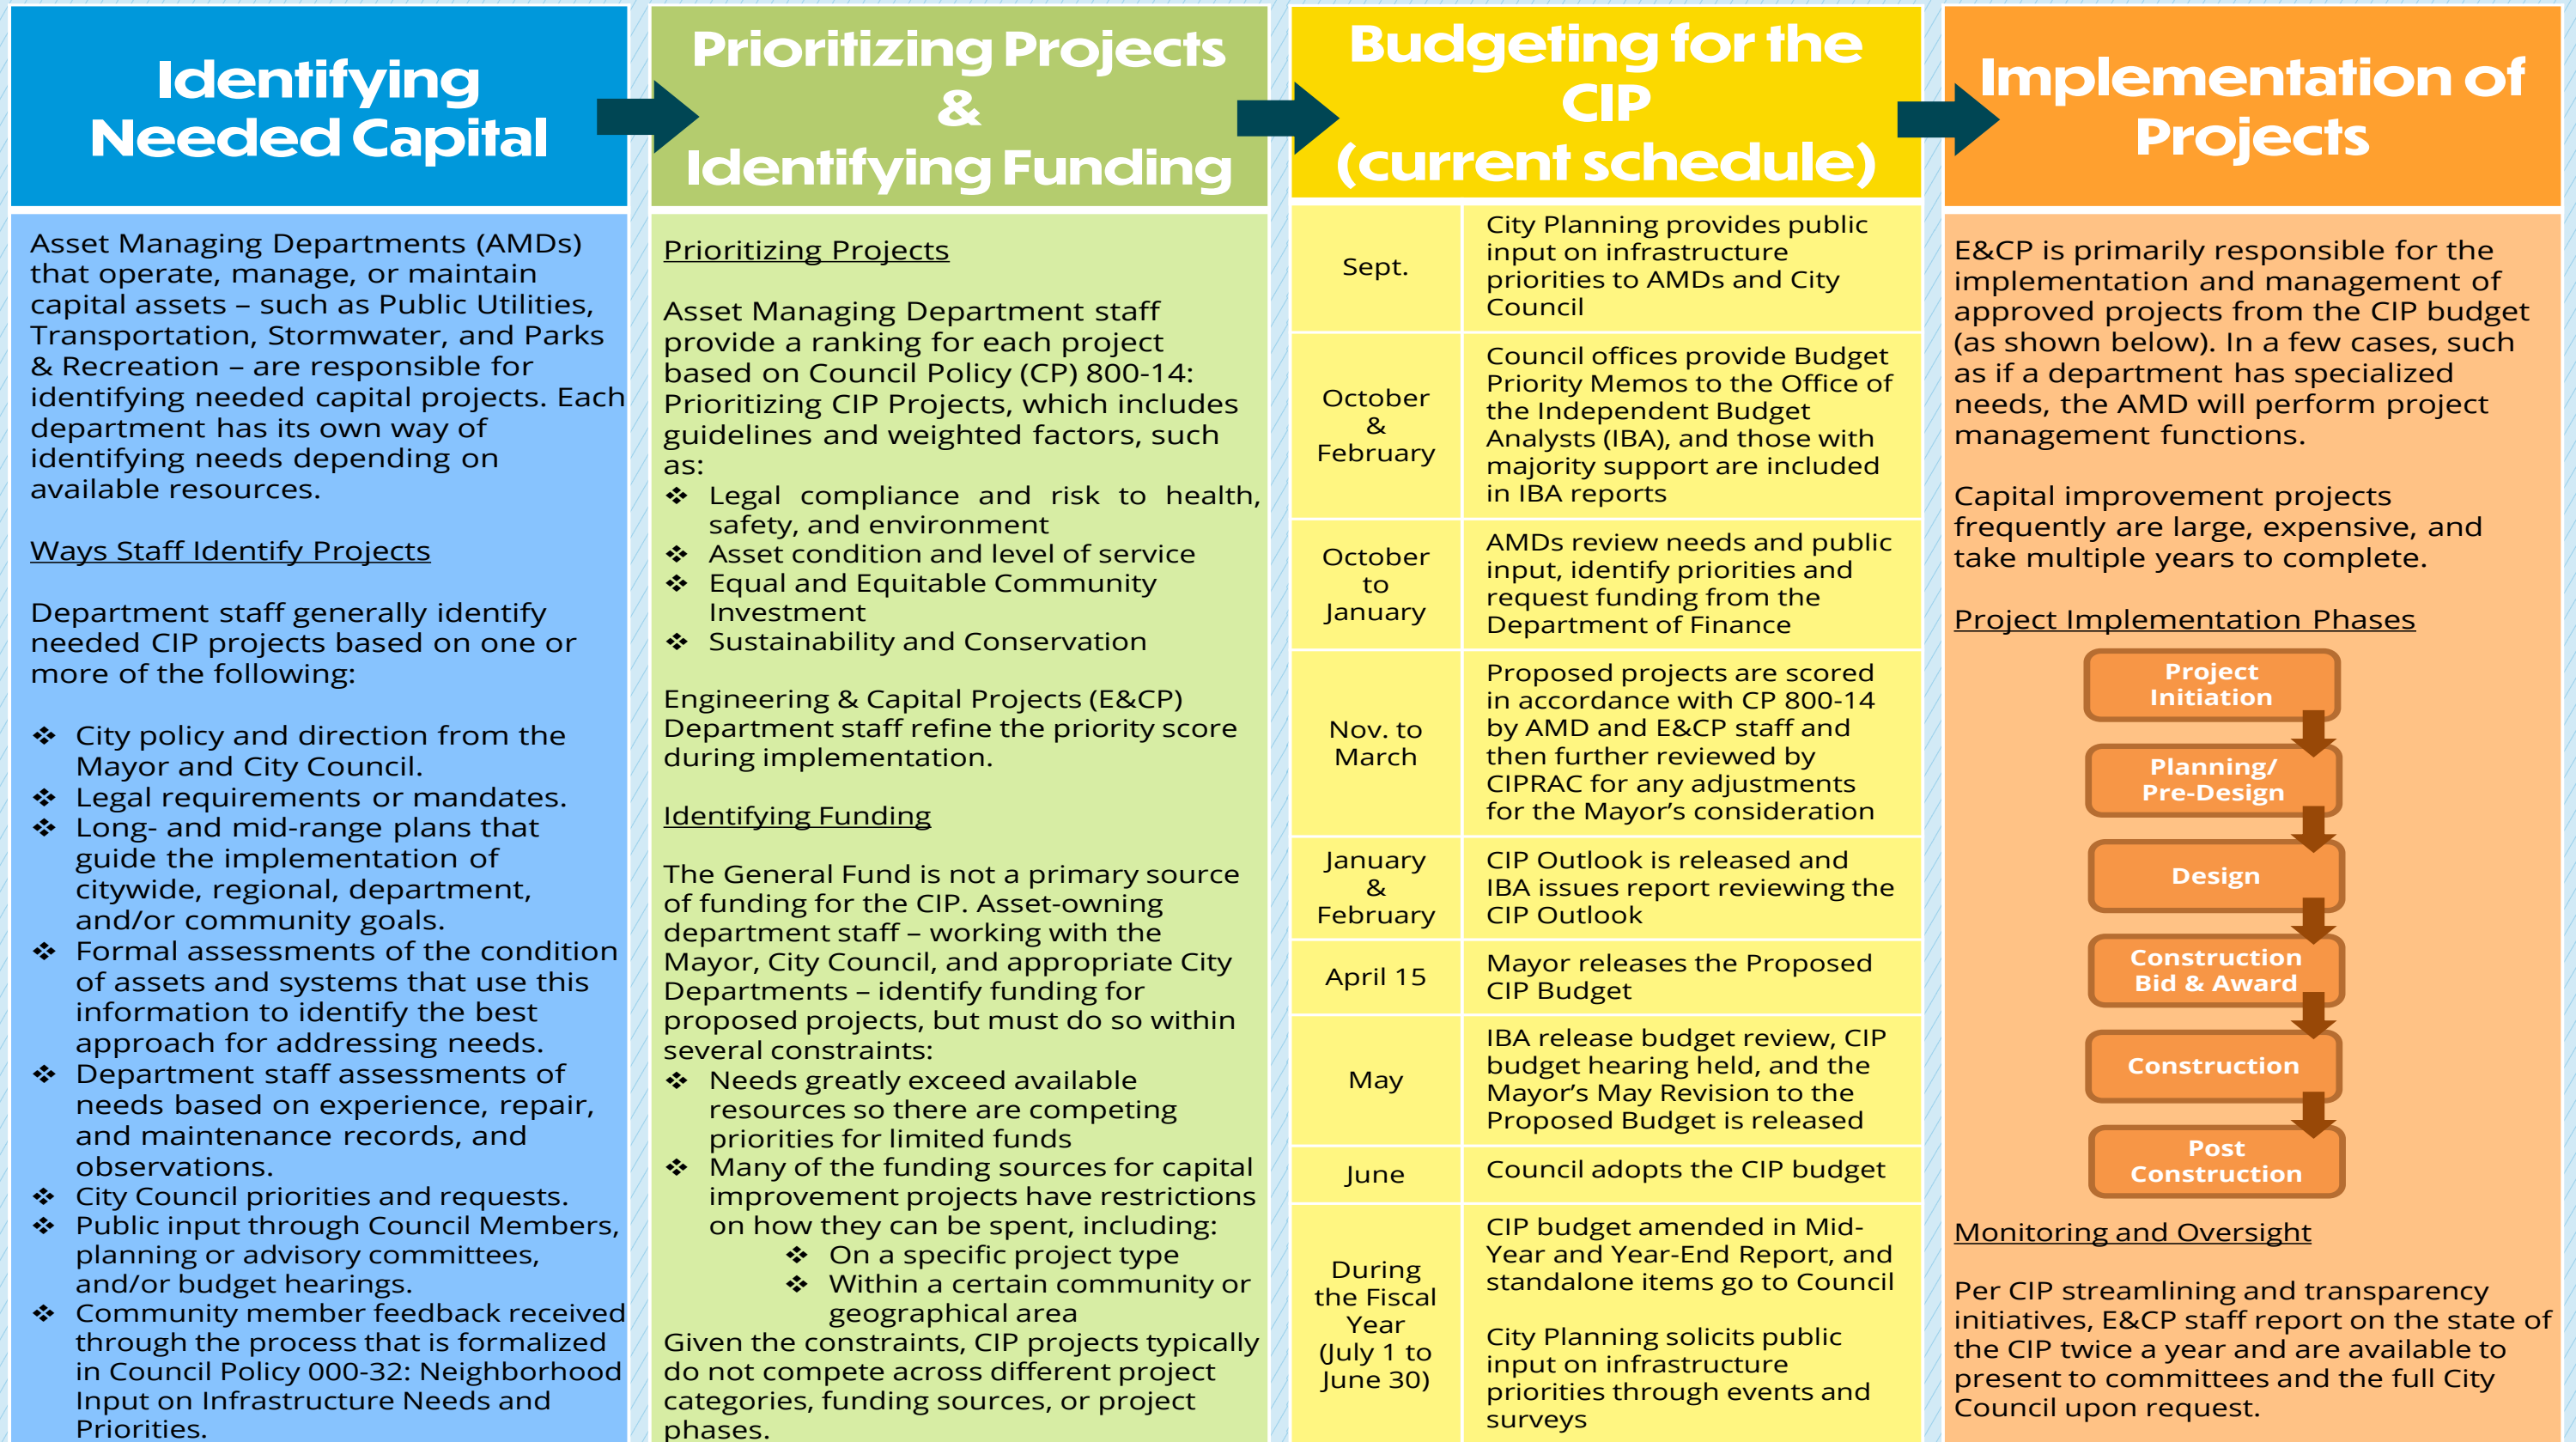 Identifying
Needed Capital
Asset Managing Departments (AMDs)
that operate, manage, or maintain
capital assets – such as Public Utilities,
Transportation, Stormwater, and Parks
& Recreation – are responsible for
identifying needed capital projects. Each
department has its own way of
identifying needs depending on
available resources.
Ways Staff Identify Projects
Department staff generally identify
needed CIP projects based on one or
more of the following:
❖ City policy and direction from the
Mayor and City Council.
❖ Legal requirements or mandates.
❖ Long- and mid-range plans that
guide the implementation of
citywide, regional, department,
and/or community goals.
❖ Formal assessments of the condition
of assets and systems that use this
information to identify the best
approach for addressing needs.
❖ Department staff assessments of
needs based on experience, repair,
and maintenance records, and
observations.
❖ City Council priorities and requests.
❖ Public input through Council Members,
planning or advisory committees,
and/or budget hearings.
❖ Community member feedback received
through the process that is formalized
in Council Policy 000-32: Neighborhood
Input on Infrastructure Needs and
Priorities.
Prioritizing Projects
&
Identifying Funding
Prioritizing Projects
Asset Managing Department staff
provide a ranking for each project
based on Council Policy (CP) 800-14:
Prioritizing CIP Projects, which includes
guidelines and weighted factors, such
as:
❖ Legal compliance and risk to health,
safety, and environment
❖ Asset condition and level of service
❖ Equal and Equitable Community
Investment
❖ Sustainability and Conservation
Engineering & Capital Projects (E&CP)
Department staff refine the priority score
during implementation.
Identifying Funding
The General Fund is not a primary source
of funding for the CIP. Asset-owning
department staff – working with the
Mayor, City Council, and appropriate City
Departments – identify funding for
proposed projects, but must do so within
several constraints:
❖ Needs greatly exceed available
resources so there are competing
priorities for limited funds
❖ Many of the funding sources for capital
improvement projects have restrictions
on how they can be spent, including:
❖ On a specific project type
❖ Within a certain community or
geographical area
Given the constraints, CIP projects typically
do not compete across different project
categories, funding sources, or project
phases.
Budgeting for the
CIP
(current schedule)
Sept.
City Planning provides public
input on infrastructure
priorities to AMDs and City
Council
October
&
February
Council offices provide Budget
Priority Memos to the Office of
the Independent Budget
Analysts (IBA), and those with
majority support are included
in IBA reports
October
to
January
AMDs review needs and public
input, identify priorities and
request funding from the
Department of Finance
Nov. to
March
Proposed projects are scored
in accordance with CP 800-14
by AMD and E&CP staff and
then further reviewed by
CIPRAC for any adjustments
for the Mayor’s consideration
January
&
February
CIP Outlook is released and
IBA issues report reviewing the
CIP Outlook
April 15
Mayor releases the Proposed
CIP Budget
May
IBA release budget review, CIP
budget hearing held, and the
Mayor’s May Revision to the
Proposed Budget is released
June
Council adopts the CIP budget
During
the Fiscal
Year
(July 1 to
June 30)
CIP budget amended in Mid-
Year and Year-End Report, and
standalone items go to Council
City Planning solicits public
input on infrastructure
priorities through events and
surveys
Implementation of
Projects
E&CP is primarily responsible for the
implementation and management of
approved projects from the CIP budget
(as shown below). In a few cases, such
as if a department has specialized
needs, the AMD will perform project
management functions.
Capital improvement projects
frequently are large, expensive, and
take multiple years to complete.
Project Implementation Phases
Project
Initiation
Planning/
Pre-Design
Design
Construction
Bid & Award
Construction
Post
Construction
Monitoring and Oversight
Per CIP streamlining and transparency
initiatives, E&CP staff report on the state of
the CIP twice a year and are available to
present to committees and the full City
Council upon request.